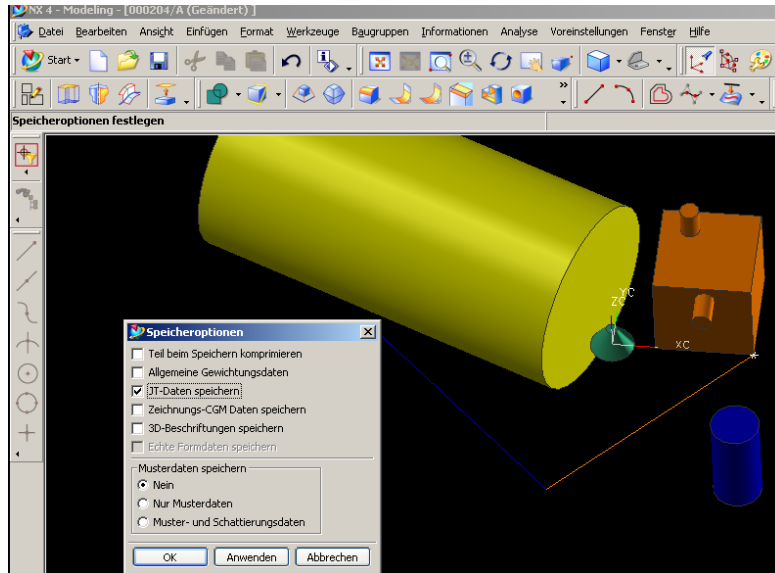 NX 4 - Modeling - [000204/A (Geändert) ]
Datei Bearbeiten Ansicht Einfügen Format Werkzeuge Baugruppen Informationen Analyse Voreinstellungen Fenster Hilfe
Start
Speicheroptionen festlegen
YC
ZC
XC
Speicheroptionen
Teil beim Speichern komprimieren
Allgemeine Gewichtungsdaten
JT-Daten speichern
Zeichnungs-CGM Daten speichern
3D-Beschriftungen speichern
Echte Formdaten speichern
Musterdaten speichern
Nein
Nur Musterdaten
Muster- und Schattierungsdaten
OK Anwenden Abbrechen